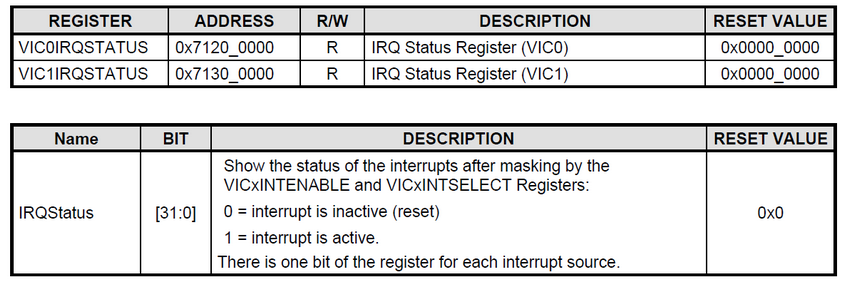 REGISTER ADDRESS R/W DESCRIPTION RESET VALUE
VIC0IRQSTATUS 0x7120_0000 R IRQ Status Register (VIC0) 0x0000_0000
VIC1IRQSTATUS 0x7130_0000 R IRQ Status Register (VIC1) 0x0000_0000
Name BIT DESCRIPTION RESET VALUE
Show the status of the interrupts after masking by the
VICxINTENABLE and VICxINTSELECT Registers:
IRQStatus [31:0] 0 = interrupt is inactive (reset) 0x0
1 = interrupt is active.
There is one bit of the register for each interrupt source.